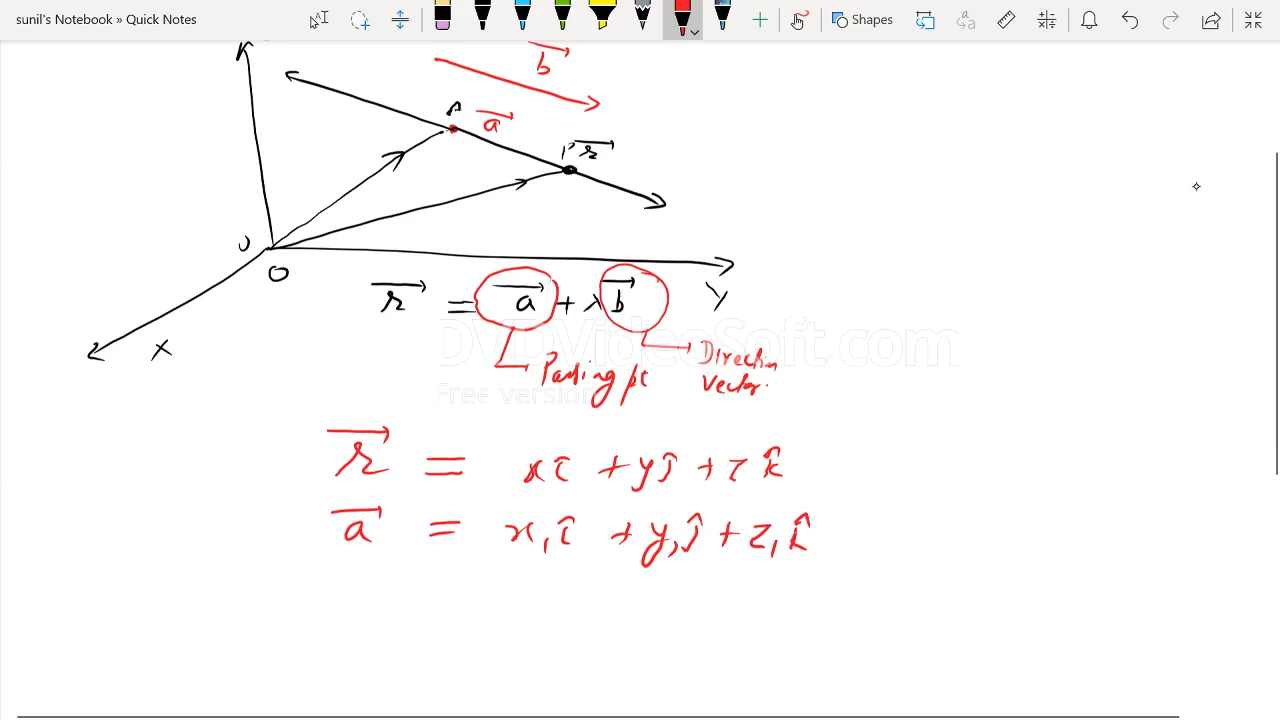 sunil's Notebook » Quick Notes
Shapes
b
A a
P r
O
O
r = a + λ b
Y
X
DVDVideoSoft.com
Direction
Passing pt
vector.
Free version
r = xî + yĵ + zk̂
a = x₁î + y₁ĵ + z₁k̂